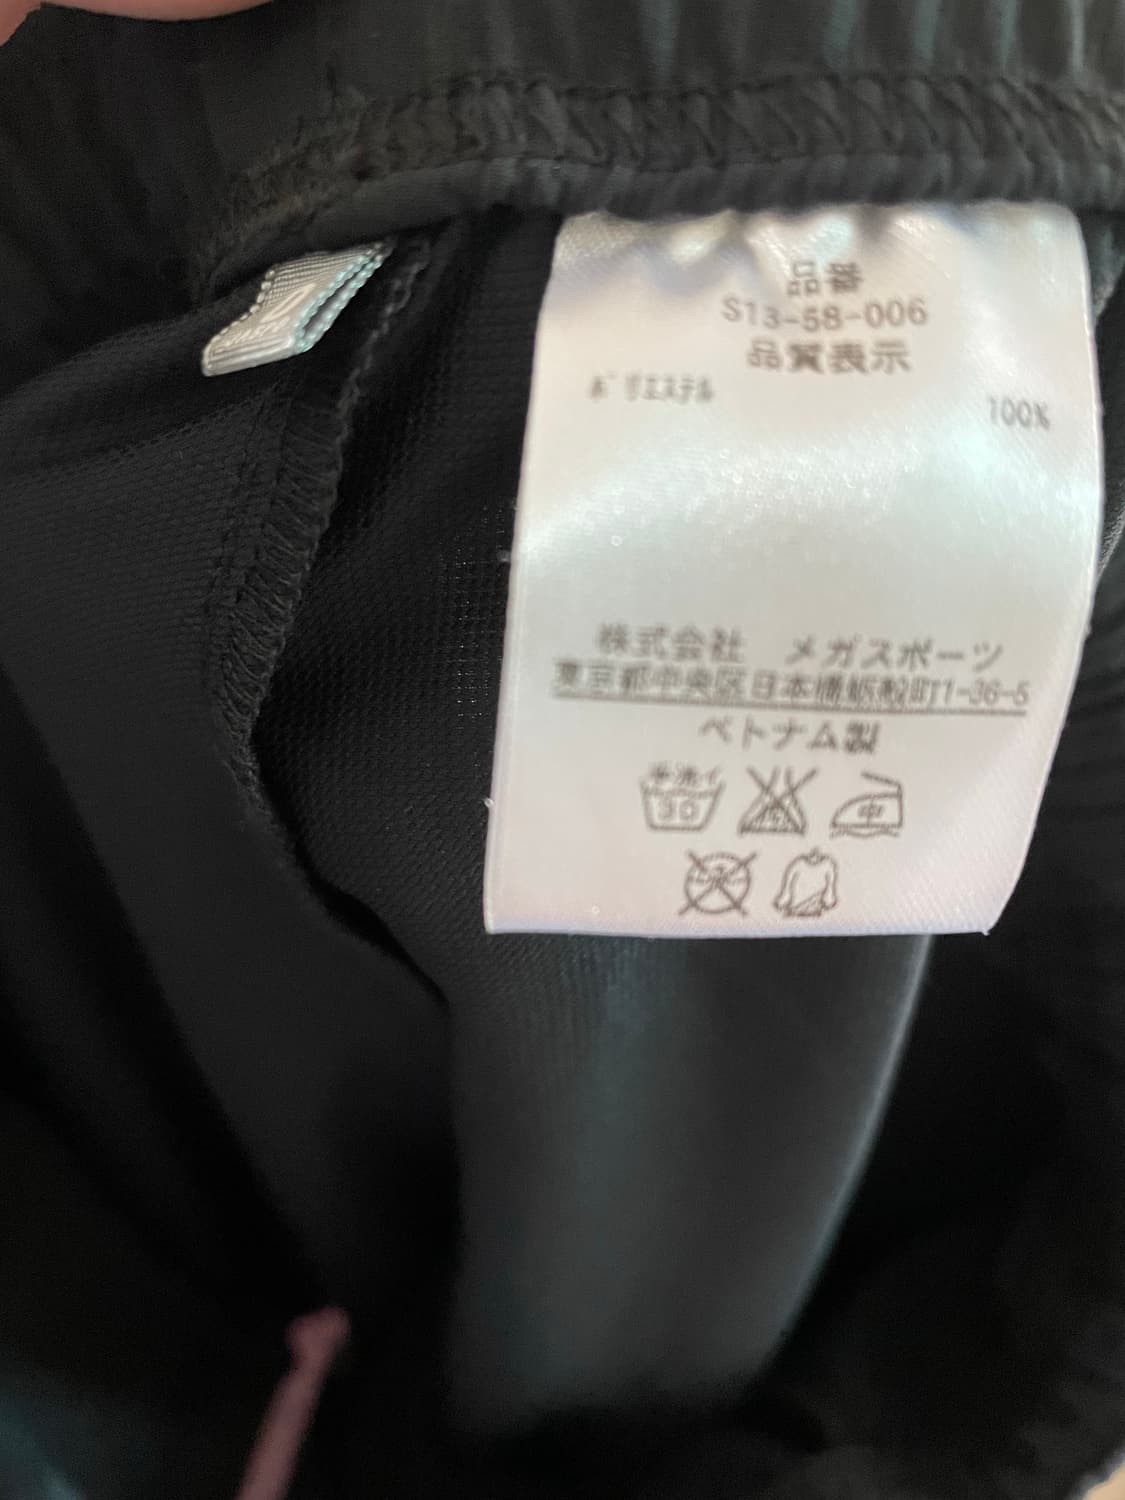 品番
S13-58-006
品質表示
ポリエステル 100%
株式会社 メガスポーツ
東京都中央区日本橋蛎殻町1-36-5
ベトナム製
手洗イ
30
中